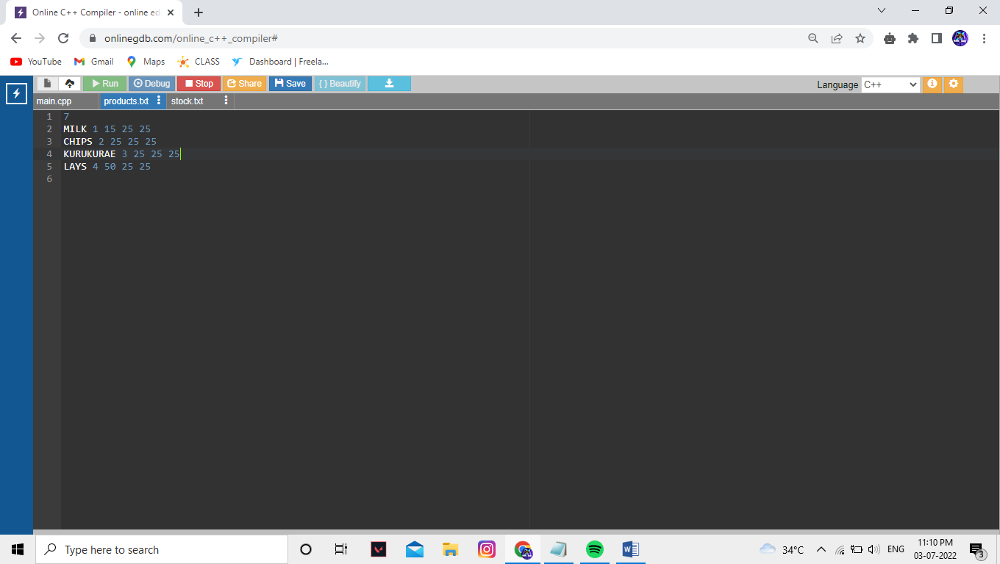 Online C++ Compiler - online ed
onlinegdb.com/online_c++_compiler#
YouTube Gmail Maps CLASS Dashboard | Freela...
Run Debug Stop Share Save { } Beautify
Language C++
main.cpp products.txt stock.txt
1 7
2 MILK 1 15 25 25
3 CHIPS 2 25 25 25
4 KURUKURAE 3 25 25 25
5 LAYS 4 50 25 25
6
Type here to search
34°C ENG
11:10 PM
03-07-2022
3